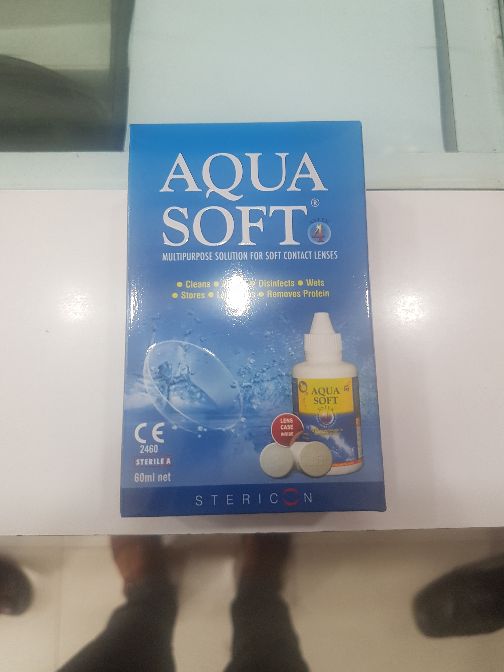 AQUA
SOFT®
MULTIPURPOSE SOLUTION FOR SOFT CONTACT LENSES
• Cleans • Disinfects • Wets
• Stores • • Removes Protein
AQUA
SOFT
LENS
CASE
INSIDE
CE
2460
STERILE A
60ml net
STERICON